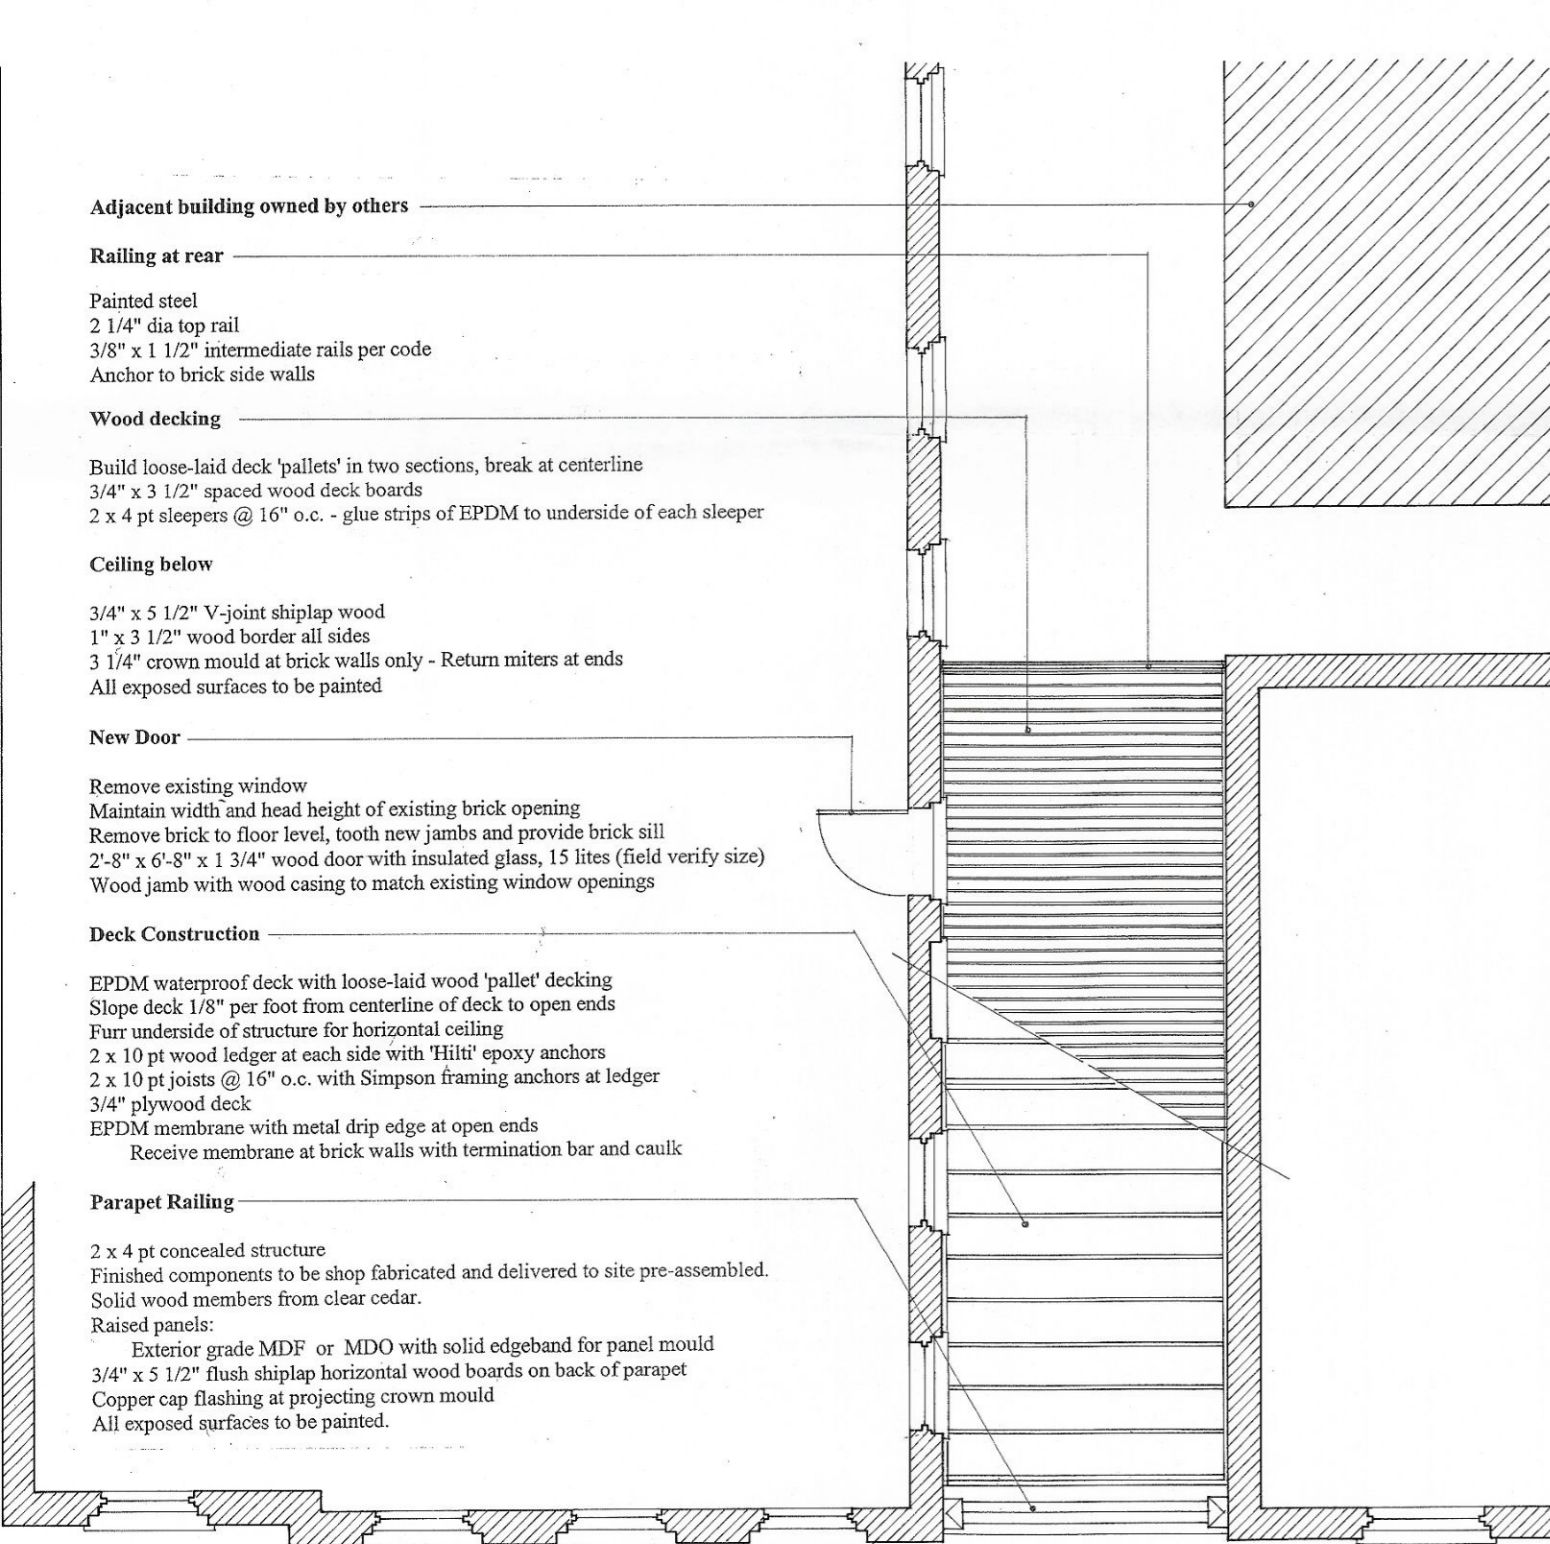 Adjacent building owned by others
Railing at rear
Painted steel
2 1/4" dia top rail
3/8" x 1 1/2" intermediate rails per code
Anchor to brick side walls
Wood decking
Build loose-laid deck 'pallets' in two sections, break at centerline
3/4" x 3 1/2" spaced wood deck boards
2 x 4 pt sleepers @ 16" o.c. - glue strips of EPDM to underside of each sleeper
Ceiling below
3/4" x 5 1/2" V-joint shiplap wood
1" x 3 1/2" wood border all sides
3 1/4" crown mould at brick walls only - Return miters at ends
All exposed surfaces to be painted
New Door
Remove existing window
Maintain width and head height of existing brick opening
Remove brick to floor level, tooth new jambs and provide brick sill
2'-8" x 6'-8" x 1 3/4" wood door with insulated glass, 15 lites (field verify size)
Wood jamb with wood casing to match existing window openings
Deck Construction
EPDM waterproof deck with loose-laid wood 'pallet' decking
Slope deck 1/8" per foot from centerline of deck to open ends
Furr underside of structure for horizontal ceiling
2 x 10 pt wood ledger at each side with 'Hilti' epoxy anchors
2 x 10 pt joists @ 16" o.c. with Simpson framing anchors at ledger
3/4" plywood deck
EPDM membrane with metal drip edge at open ends
Receive membrane at brick walls with termination bar and caulk
Parapet Railing
2 x 4 pt concealed structure
Finished components to be shop fabricated and delivered to site pre-assembled.
Solid wood members from clear cedar.
Raised panels:
Exterior grade MDF or MDO with solid edgeband for panel mould
3/4" x 5 1/2" flush shiplap horizontal wood boards on back of parapet
Copper cap flashing at projecting crown mould
All exposed surfaces to be painted.